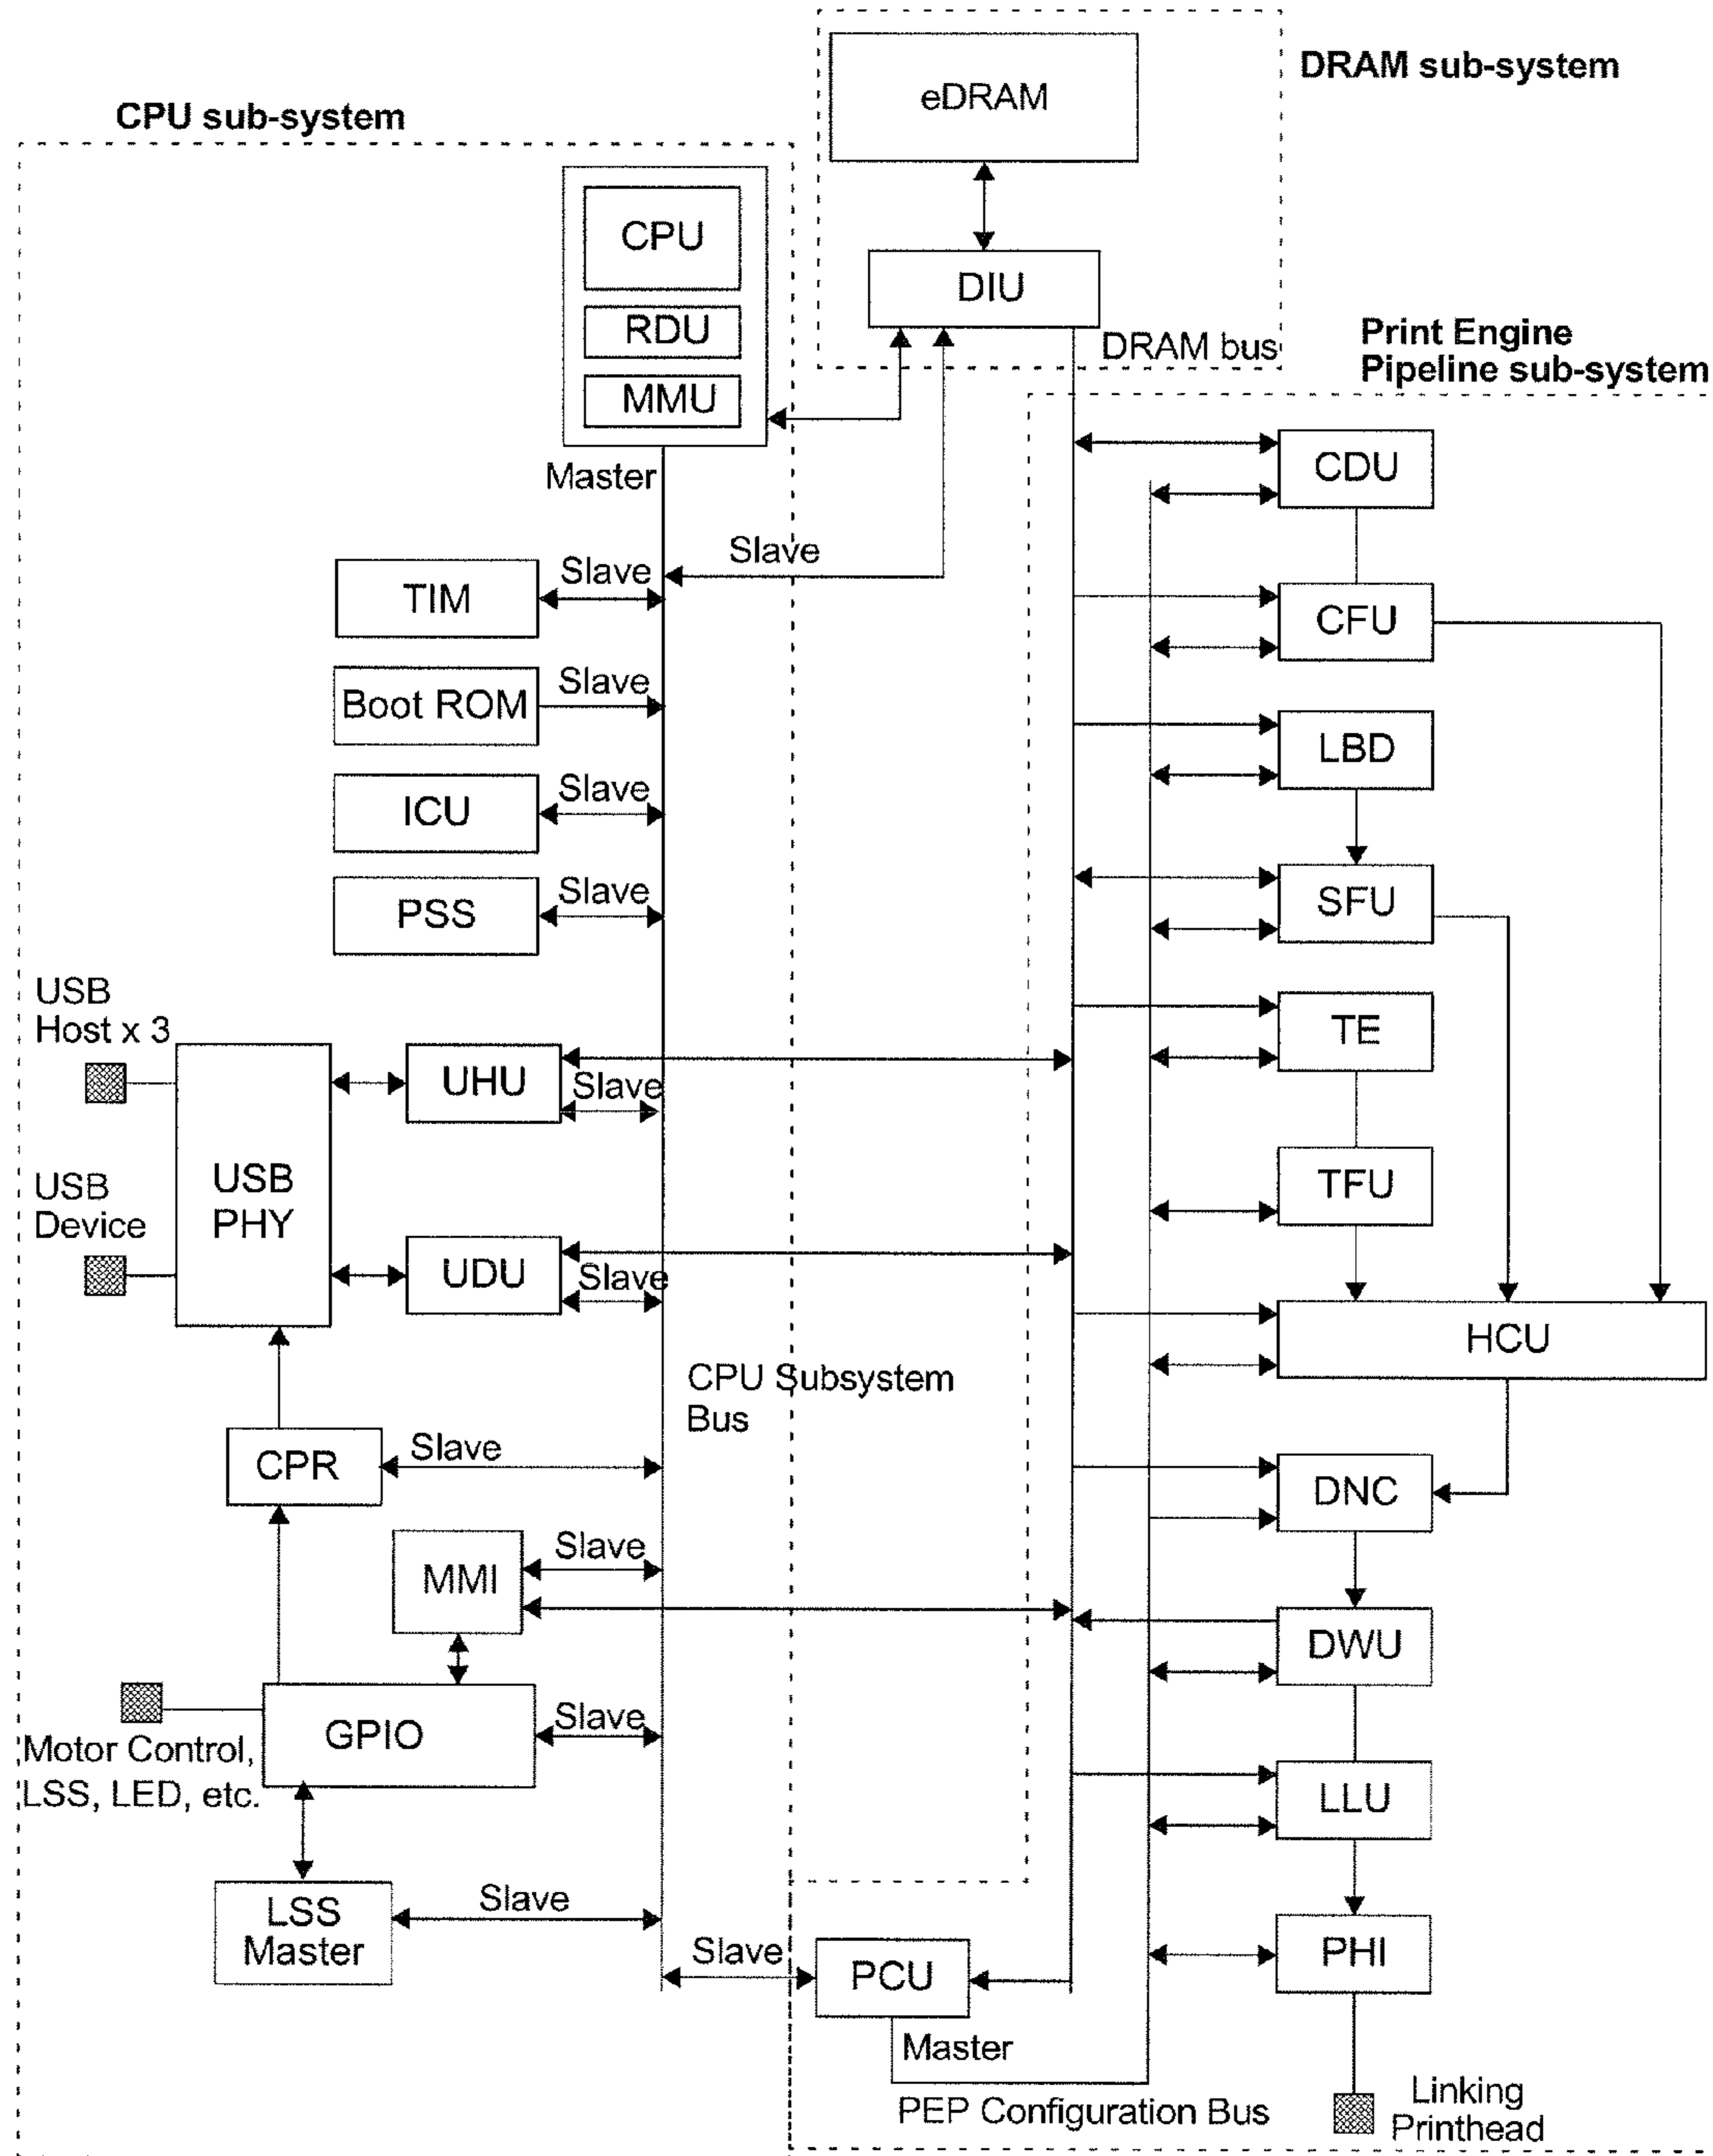 DRAM sub-system
eDRAM
CPU sub-system
CPU
DIU
RDU
DRAM bus
Print Engine
Pipeline sub-system
MMU
CDU
Master
Slave
Slave
TIM
CFU
Slave
Boot ROM
LBD
Slave
ICU
Slave
PSS
SFU
USB
Host x 3
TE
UHU
Slave
USB
Device
USB
PHY
TFU
UDU
Slave
HCU
CPU Subsystem
Bus
Slave
CPR
DNC
Slave
MMI
DWU
Slave
GPIO
Motor Control,
LSS, LED, etc.
LLU
Slave
LSS
Master
Slave
PCU
PHI
Master
PEP Configuration Bus
Linking
Printhead